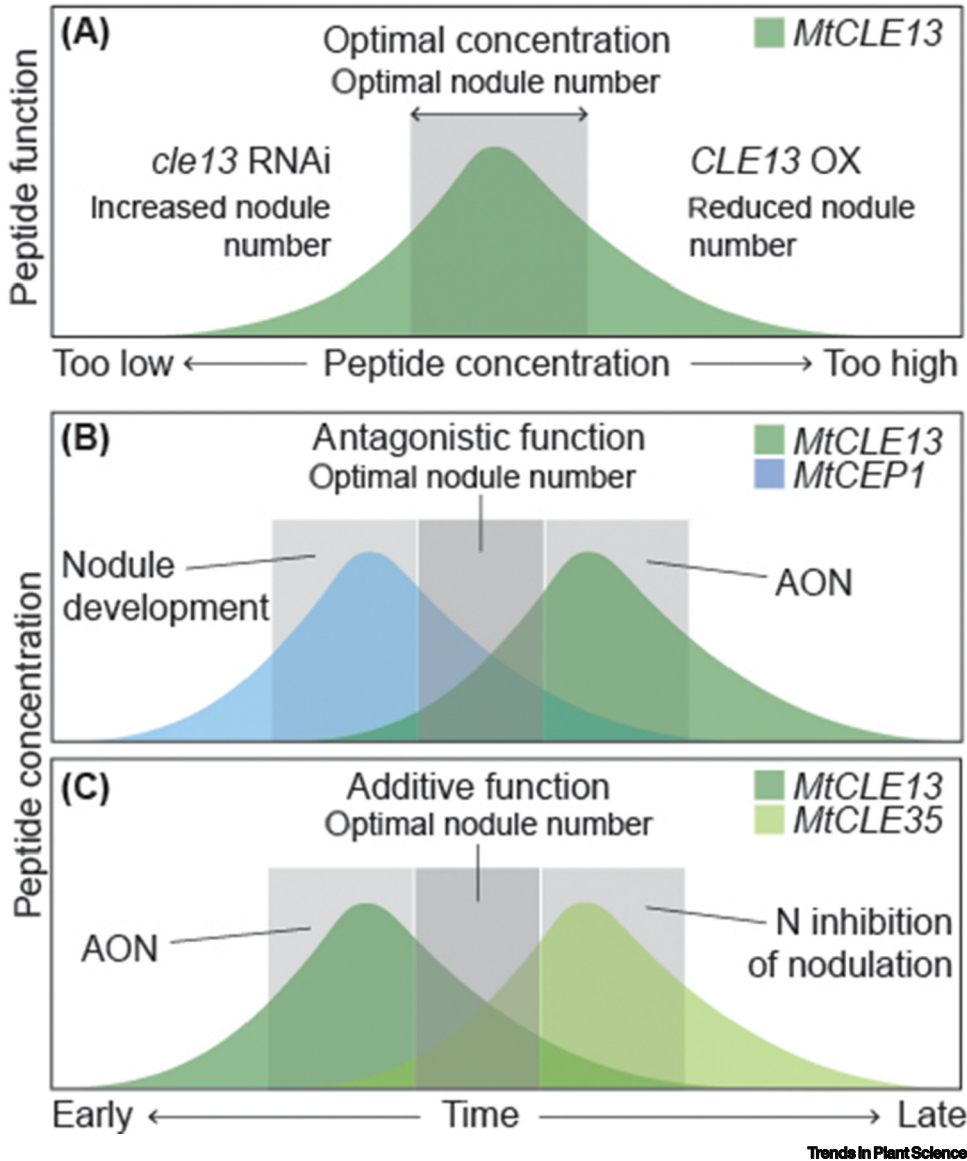 (A)
MtCLE13
Optimal concentration
Optimal nodule number
cle13 RNAi
Increased nodule
number
CLE13 OX
Reduced nodule
number
Peptide function
Too low
Peptide concentration
Too high
(B)
Antagonistic function
Optimal nodule number
MtCLE13
MtCEP1
Nodule
development
AON
Peptide concentration
(C)
Additive function
Optimal nodule number
MtCLE13
MtCLE35
AON
N inhibition
of nodulation
Early
Time
Late
Trends in Plant Science